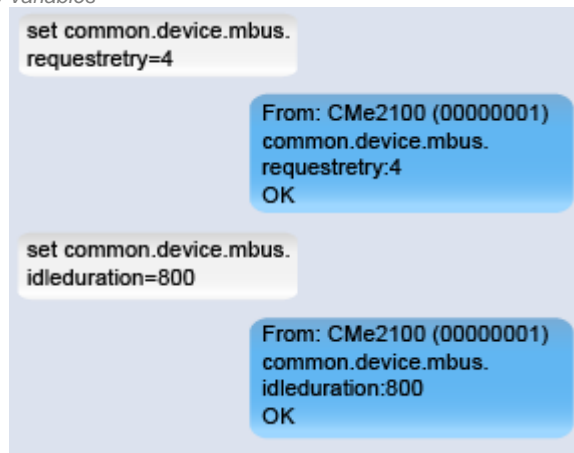 variables
set common.device.mbus.
requestretry=4
From: CMe2100 (00000001)
common.device.mbus.
requestretry:4
OK
set common.device.mbus.
idleduration=800
From: CMe2100 (00000001)
common.device.mbus.
idleduration:800
OK